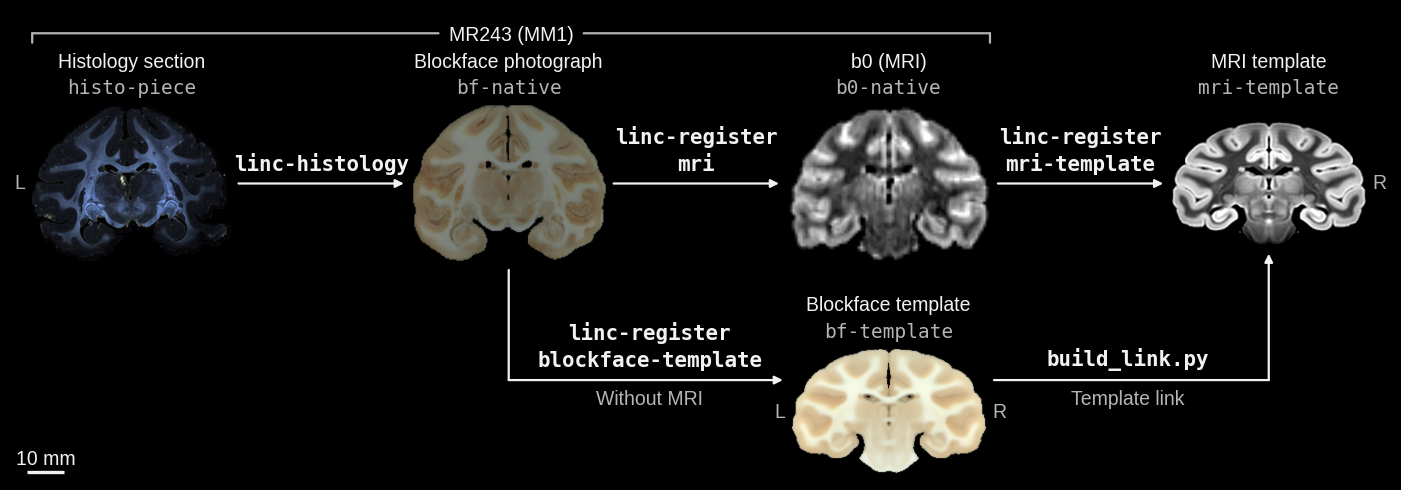 MR243 (MM1)
Histology section
histo-piece
Blockface photograph
bf-native
b0 (MRI)
b0-native
MRI template
mri-template
linc-histology
linc-register
mri
linc-register
mri-template
L
R
Blockface template
bf-template
linc-register
blockface-template
Without MRI
build_link.py
Template link
L
R
10 mm